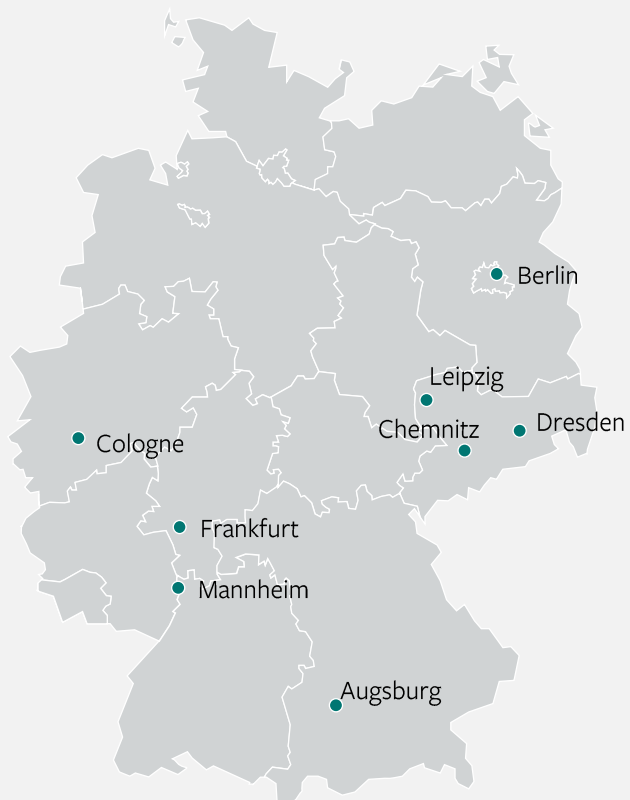 Berlin
Leipzig
Dresden
Chemnitz
Cologne
Frankfurt
Mannheim
Augsburg